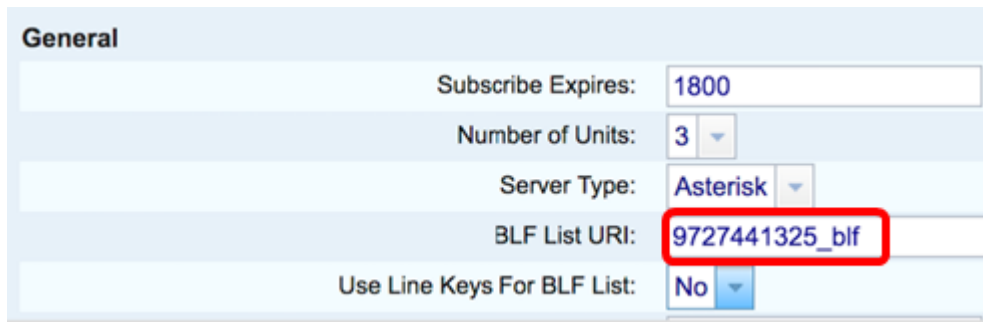 General
Subscribe Expires: 1800
Number of Units: 3
Server Type: Asterisk
BLF List URI: 9727441325_blf
Use Line Keys For BLF List: No